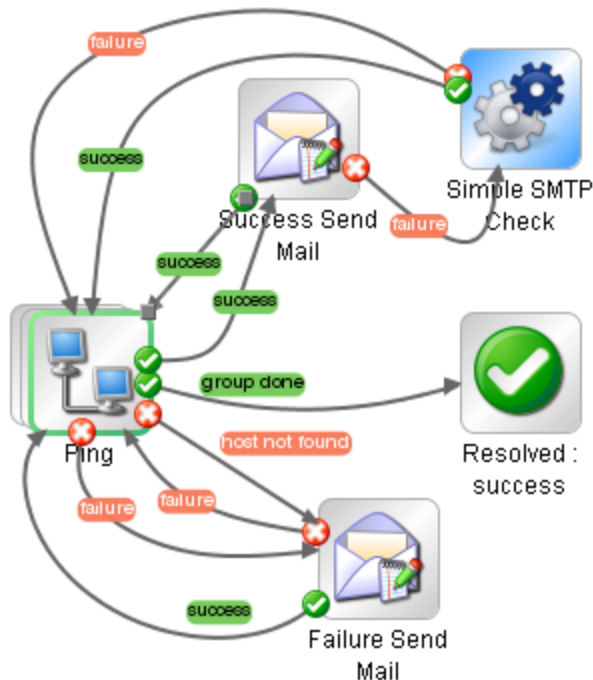 failure
success
Simple SMTP
Check
Success Send
Mail
failure
success
success
group done
Resolved :
success
host not found
Ping
failure
failure
success
Failure Send
Mail